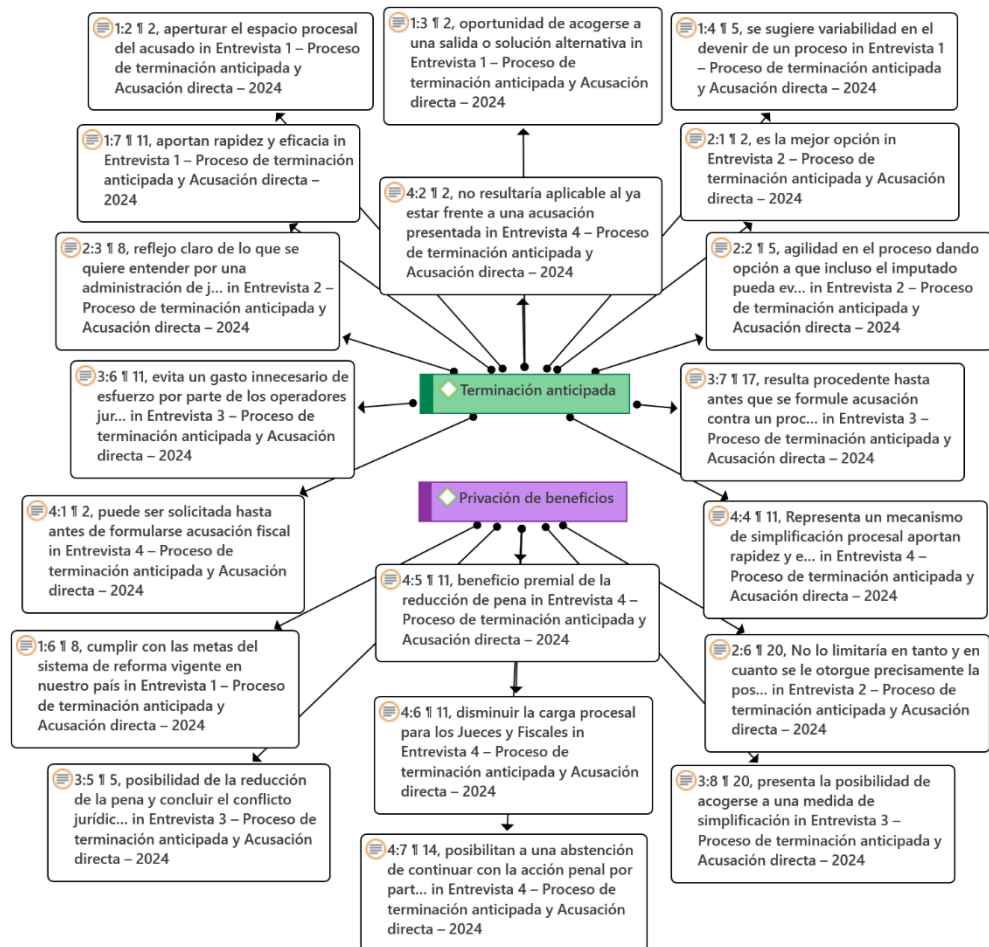 1:2 ¶ 2, aperturar el espacio procesal
del acusado in Entrevista 1 – Proceso
de terminación anticipada y
Acusación directa – 2024
1:3 ¶ 2, oportunidad de acogerse a
una salida o solución alternativa in
Entrevista 1 – Proceso de
terminación anticipada y Acusación
directa – 2024
1:4 ¶ 5, se sugiere variabilidad en el
devenir de un proceso in Entrevista 1
– Proceso de terminación anticipada
y Acusación directa – 2024
1:7 ¶ 11, aportan rapidez y eficacia in
Entrevista 1 – Proceso de terminación
anticipada y Acusación directa –
2024
4:2 ¶ 2, no resultaría aplicable al ya
estar frente a una acusación
presentada in Entrevista 4 – Proceso
de terminación anticipada y
Acusación directa – 2024
2:1 ¶ 2, es la mejor opción in
Entrevista 2 – Proceso de
terminación anticipada y Acusación
directa – 2024
2:3 ¶ 8, reflejo claro de lo que se
quiere entender por una
administración de j... in Entrevista 2 –
Proceso de terminación anticipada y
Acusación directa – 2024
2:2 ¶ 5, agilidad en el proceso dando
opción a que incluso el imputado
pueda ev... in Entrevista 2 – Proceso
de terminación anticipada y
Acusación directa – 2024
Terminación anticipada
3:6 ¶ 11, evita un gasto innecesario de
esfuerzo por parte de los operadores
jur... in Entrevista 3 – Proceso de
terminación anticipada y Acusación
directa – 2024
3:7 ¶ 17, resulta procedente hasta
antes que se formule acusación
contra un proc... in Entrevista 3 –
Proceso de terminación anticipada y
Acusación directa – 2024
Privación de beneficios
4:1 ¶ 2, puede ser solicitada hasta
antes de formularse acusación fiscal
in Entrevista 4 – Proceso de
terminación anticipada y Acusación
directa – 2024
4:4 ¶ 11, Representa un mecanismo
de simplificación procesal aportan
rapidez y e... in Entrevista 4 –
Proceso de terminación anticipada y
Acusación directa – 2024
4:5 ¶ 11, beneficio premial de la
reducción de pena in Entrevista 4 –
Proceso de terminación anticipada y
Acusación directa – 2024
1:6 ¶ 8, cumplir con las metas del
sistema de reforma vigente en
nuestro país in Entrevista 1 – Proceso
de terminación anticipada y
Acusación directa – 2024
2:6 ¶ 20, No lo limitaría en tanto y en
cuanto se le otorgue precisamente la
pos... in Entrevista 2 – Proceso de
terminación anticipada y Acusación
directa – 2024
4:6 ¶ 11, disminuir la carga procesal
para los Jueces y Fiscales in
Entrevista 4 – Proceso de
terminación anticipada y Acusación
directa – 2024
3:5 ¶ 5, posibilidad de la reducción
de la pena y concluir el conflicto
jurídic... in Entrevista 3 – Proceso de
terminación anticipada y Acusación
directa – 2024
3:8 ¶ 20, presenta la posibilidad de
acogerse a una medida de
simplificación in Entrevista 3 –
Proceso de terminación anticipada y
Acusación directa – 2024
4:7 ¶ 14, posibilitan a una abstención
de continuar con la acción penal por
part... in Entrevista 4 – Proceso de
terminación anticipada y Acusación
directa – 2024